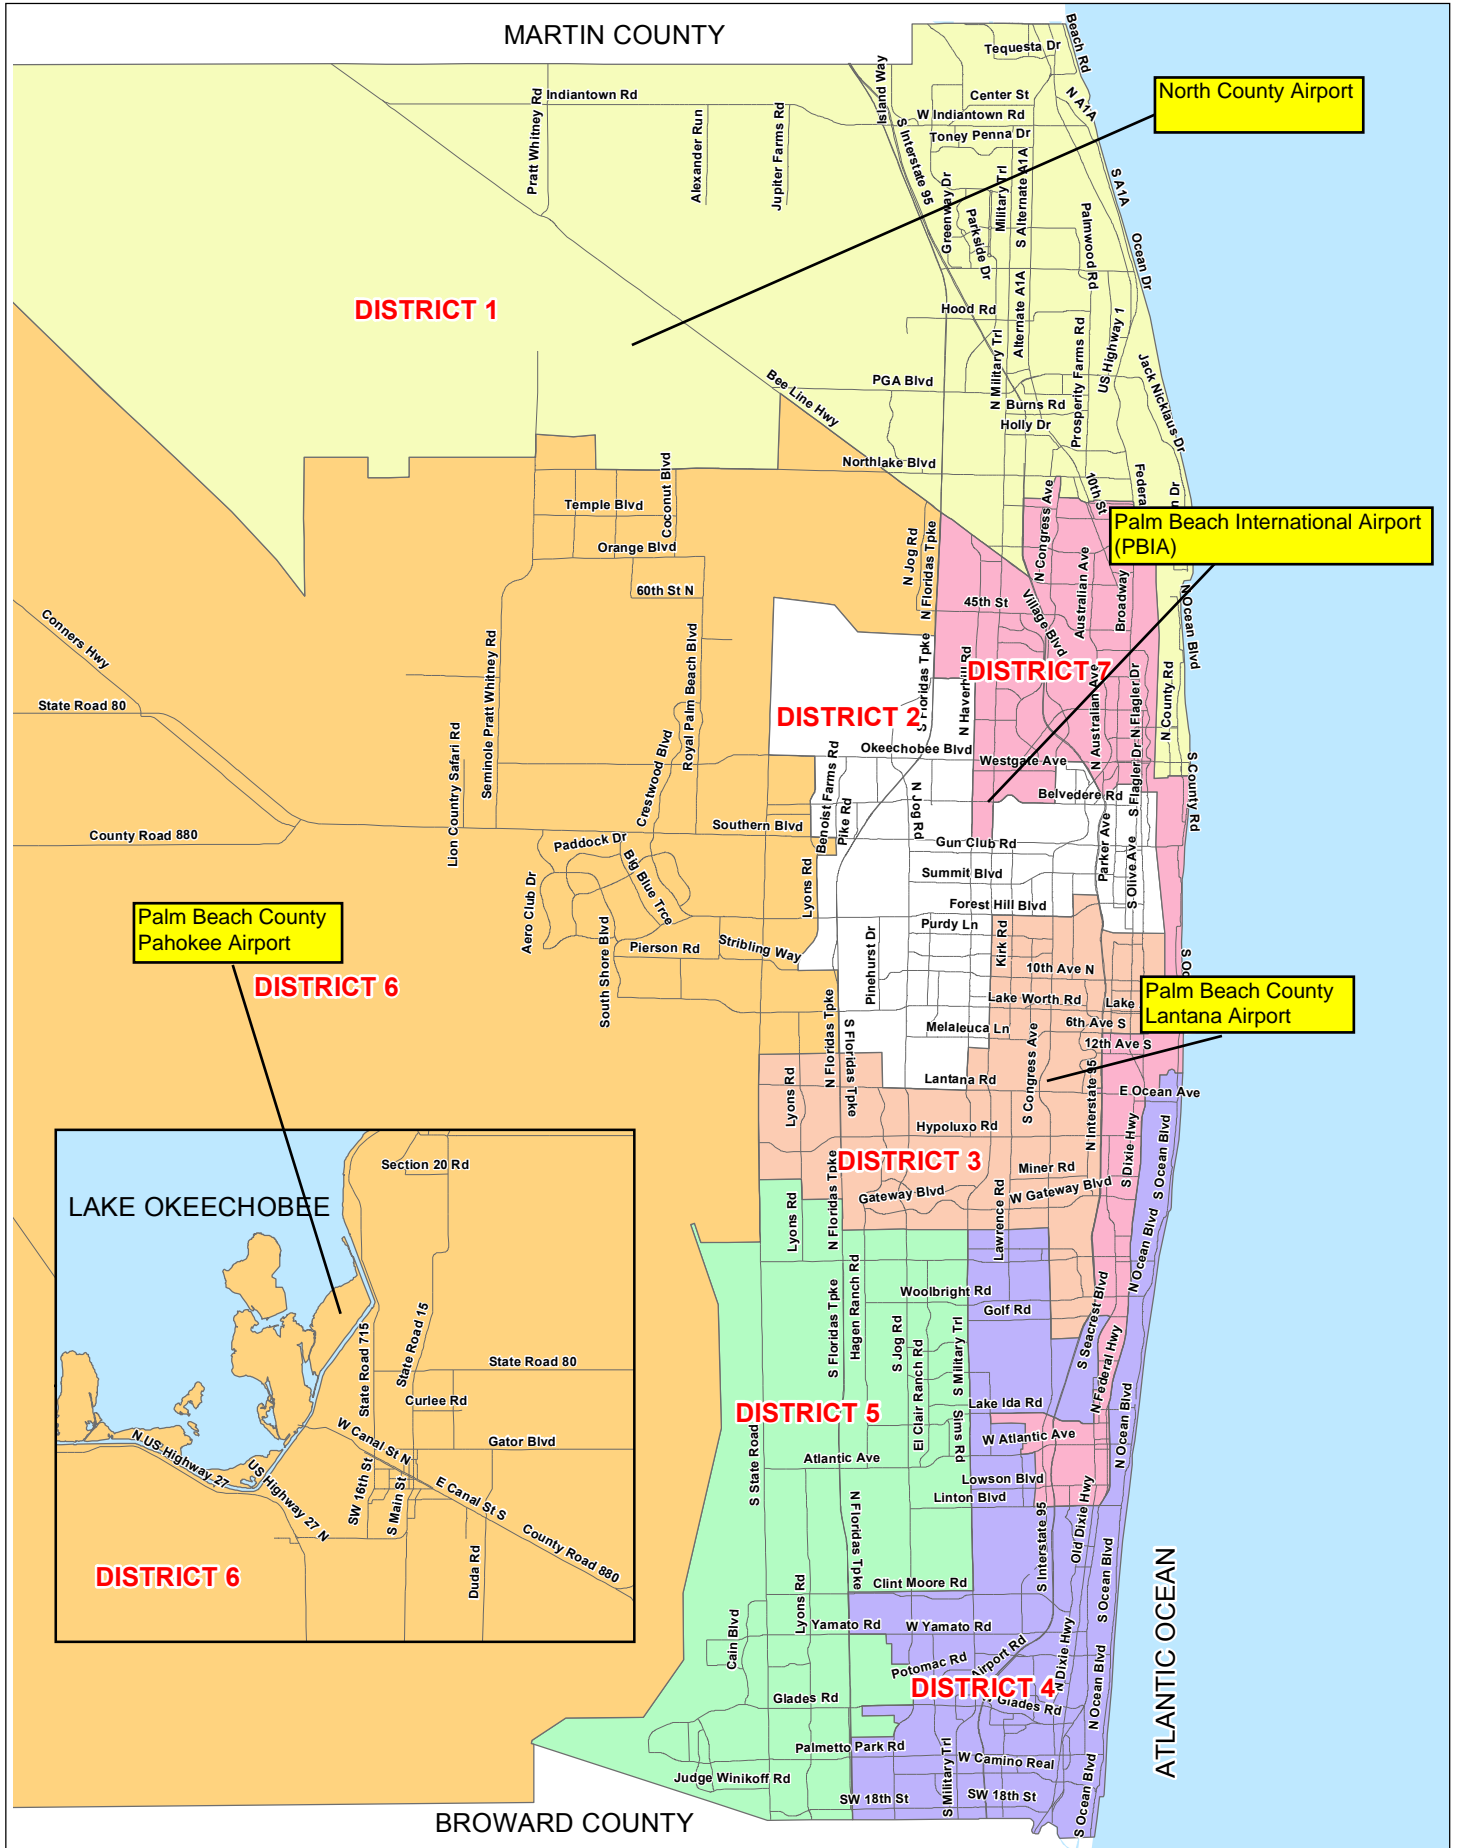 MARTIN COUNTY
Beach Rd
Tequesta Dr
Island Way
Indiantown Rd
Pratt Whitney Rd
Alexander Run
Jupiter Farms Rd
Center St
N A1A
W Indiantown Rd
Toney Penna Dr
S Interstate 95
North County Airport
Greenway Dr
Parkside Dr
Military Trl
S Alternate A1A
S A1A
Palmwood Rd
Ocean Dr
DISTRICT 1
Hood Rd
Alternate A1A
N Military Trl
Prosperity Farms Rd
US Highway 1
Jack Nicklaus Dr
PGA Blvd
Bee Line Hwy
Burns Rd
Holly Dr
Northlake Blvd
10th St
Federa
n Dr
Coconut Blvd
Temple Blvd
Orange Blvd
60th St N
N Jog Rd
N Floridas Tpke
N Congress Ave
Palm Beach International Airport
(PBIA)
Australian Ave
Broadway
45th St
Village Blvd
N Ocean Blvd
Conners Hwy
State Road 80
Seminole Pratt Whitney Rd
Royal Palm Beach Blvd
S Floridas Tpke
N Haverhill Rd
DISTRICT 7
DISTRICT 2
N Australian Ave
N Flagler Dr
N County Rd
Okeechobee Blvd
Westgate Ave
Lion Country Safari Rd
Crestwood Blvd
Benoist Farms Rd
Pike Rd
N Jog Rd
Belvedere Rd
S Flagler Dr
S County Rd
County Road 880
Southern Blvd
Paddock Dr
Big Blue Trce
Gun Club Rd
Parker Ave
S Olive Ave
Summit Blvd
Aero Club Dr
Lyons Rd
Forest Hill Blvd
Palm Beach County
Pahokee Airport
South Shore Blvd
Pierson Rd
Stribling Way
Purdy Ln
Kirk Rd
Pinehurst Dr
10th Ave N
S Oc
DISTRICT 6
Lake Worth Rd
Lake
Palm Beach County
Lantana Airport
Melaleuca Ln
6th Ave S
12th Ave S
N Floridas Tpke
S Floridas Tpke
S Congress Ave
N Interstate 95
Lantana Rd
E Ocean Ave
Lyons Rd
Hypoluxo Rd
S Dixie Hwy
S Ocean Blvd
DISTRICT 3
Miner Rd
Gateway Blvd
W Gateway Blvd
Lawrence Rd
Section 20 Rd
LAKE OKEECHOBEE
Lyons Rd
N Floridas Tpke
N Ocean Blvd
Hagen Ranch Rd
Woolbright Rd
Golf Rd
S Floridas Tpke
S Jog Rd
El Clair Ranch Rd
S Military Trl
S Seacrest Blvd
N Federal Hwy
State Road 715
State Road 15
State Road 80
Curlee Rd
Gator Blvd
W Canal St N
N US Highway 27
US Highway 27 N
SW 16th St
S Main St
E Canal St S
County Road 880
Duda Rd
DISTRICT 6
DISTRICT 5
Lake Ida Rd
W Atlantic Ave
Sims Rd
N Ocean Blvd
Atlantic Ave
S State Road
Lowson Blvd
Linton Blvd
N Floridas Tpke
S Interstate 95
Old Dixie Hwy
S Ocean Blvd
Clint Moore Rd
Lyons Rd
Cain Blvd
Yamato Rd
W Yamato Rd
Potomac Rd
Airport Rd
N Dixie Hwy
N Ocean Blvd
DISTRICT 4
Glades Rd
W Glades Rd
Palmetto Park Rd
W Camino Real
Judge Winikoff Rd
S Military Trl
SW 18th St
SW 18th St
S Ocean Blvd
ATLANTIC OCEAN
BROWARD COUNTY